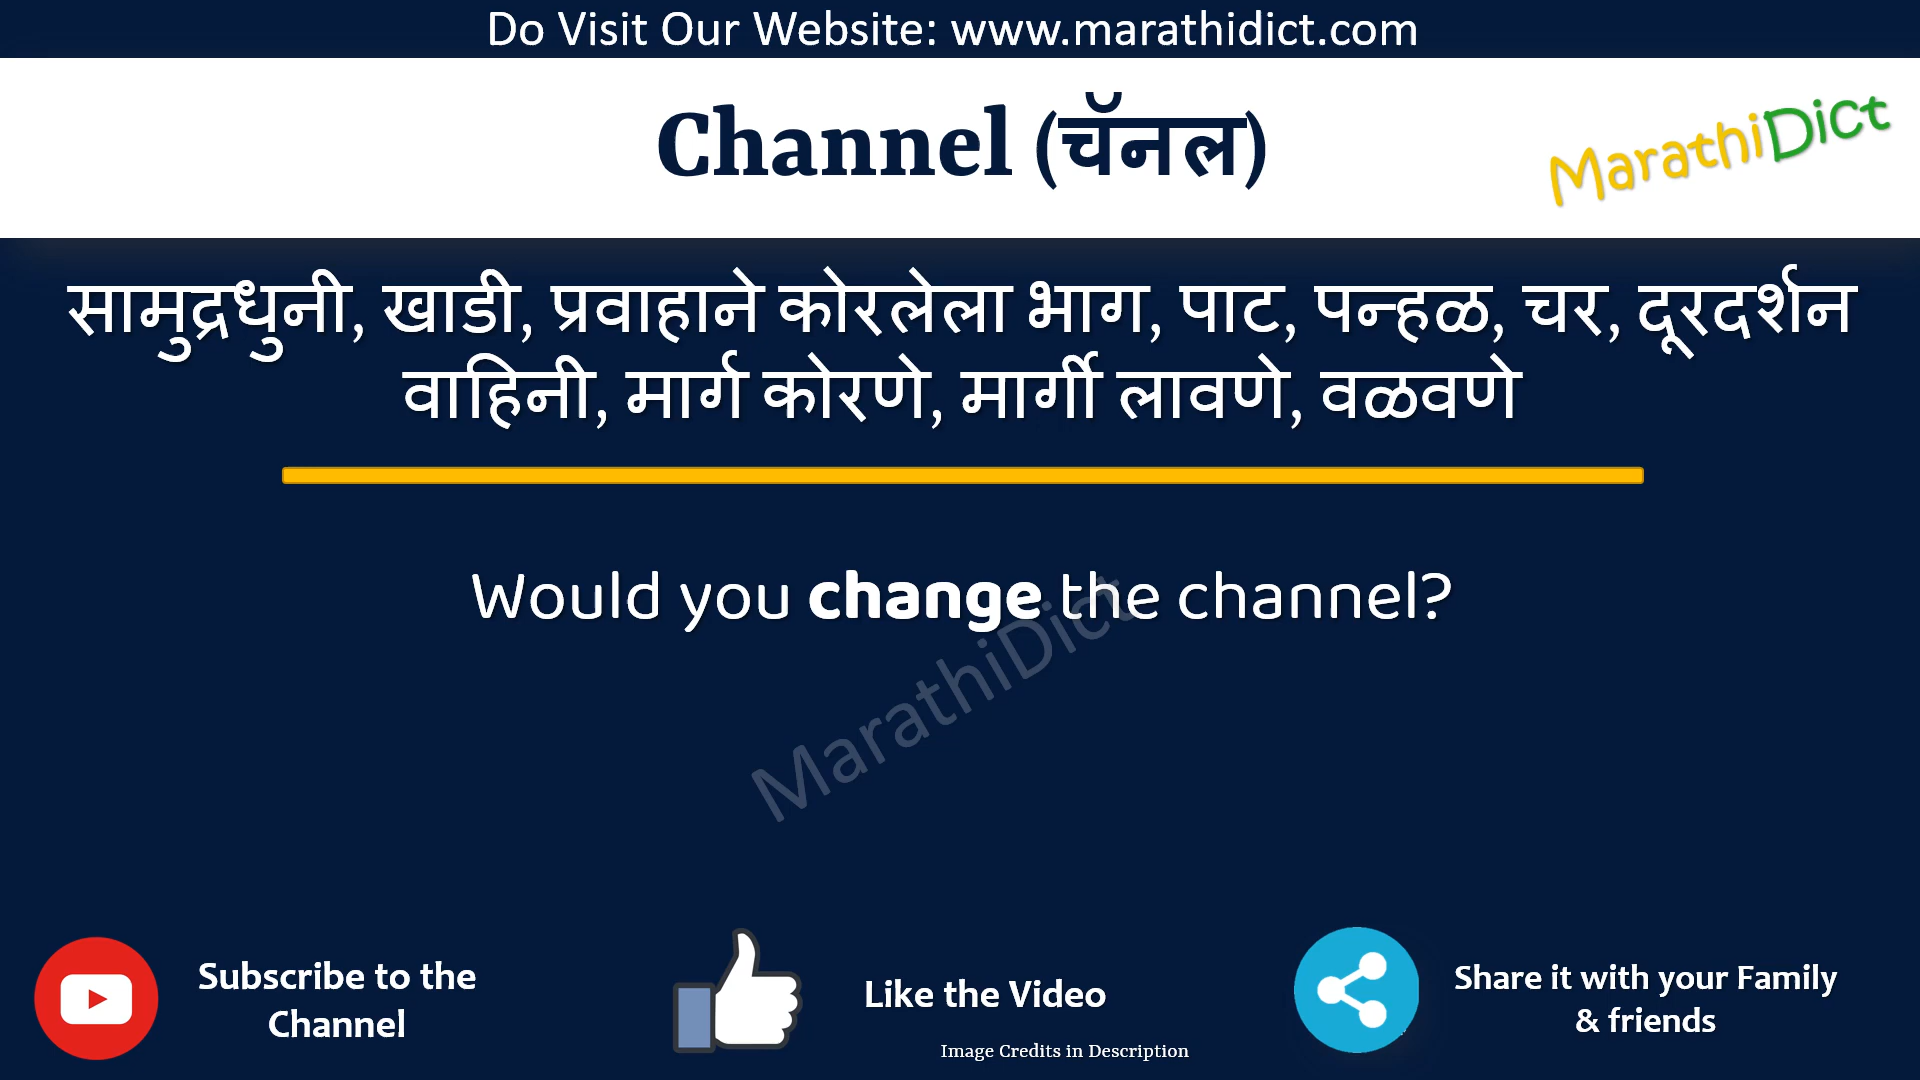 Do Visit Our Website: www.marathidict.com
Channel (चॅनल)
MarathiDict
सामुद्रधुनी, खाडी, प्रवाहाने कोरलेला भाग, पाट, पन्हळ, चर, दूरदर्शन
वाहिनी, मार्ग कोरणे, मार्गी लावणे, वळवणे
Would you change the channel?
MarathiDict
Subscribe to the
Channel
Like the Video
Share it with your Family
& friends
Image Credits in Description